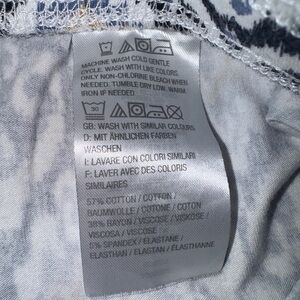 MACHINE WASH COLD GENTLE
CYCLE. WASH WITH LIKE COLORS
ONLY NON-CHLORINE BLEACH WHEN
NEEDED. TUMBLE DRY LOW. WARM
IRON IF NEEDED
30
GB: WASH WITH SIMILAR COLOURS
D: MIT ÄHNLICHEN FARBEN
WASCHEN
I: LAVARE CON COLORI SIMILARI
F: LAVER AVEC DES COLORIS
SIMILAIRES
57% COTTON / COTTON /
BAUMWOLLE / COTONE / COTON
38% RAYON / VISCOSE / VISKOSE /
VISCOSA / VISCOSE
5% SPANDEX / ELASTANE /
ELASTHAN / ELASTAN / ELASTHANNE